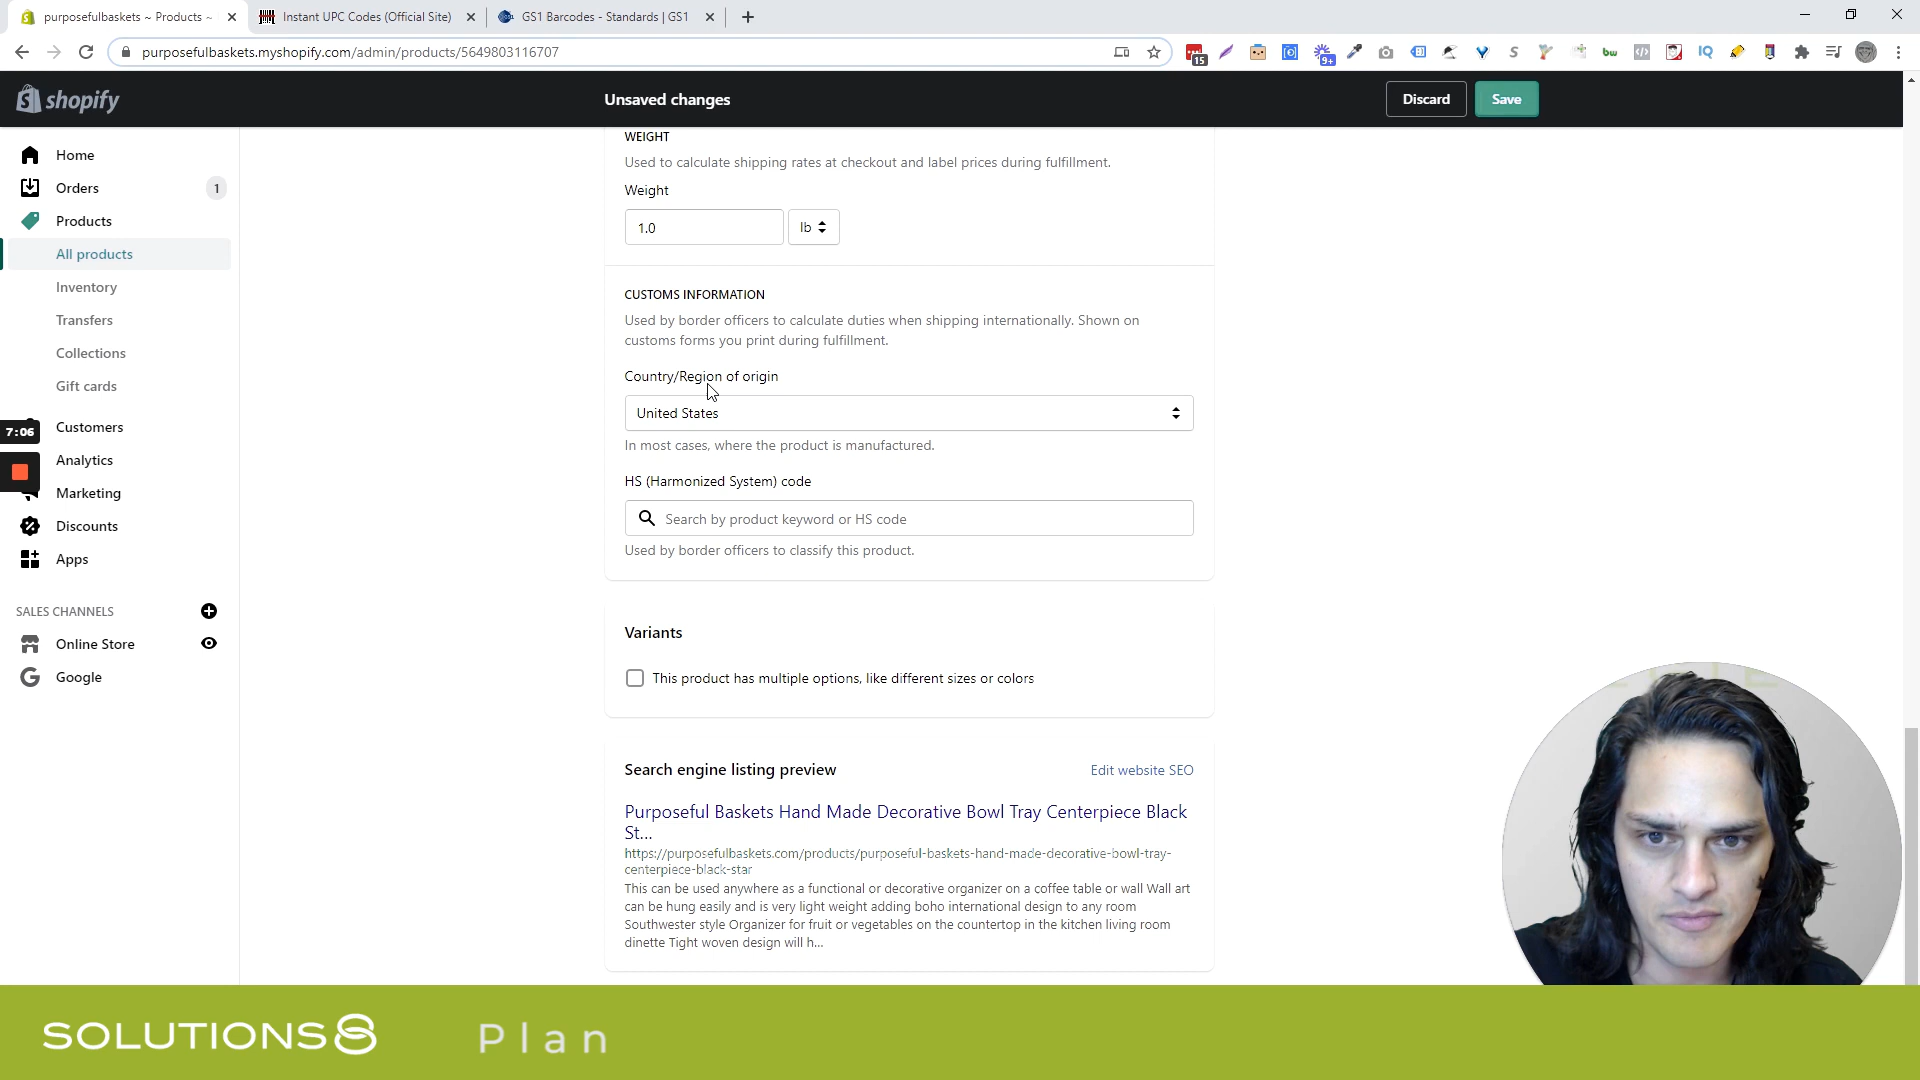 purposefulbaskets ~ Products ~
Instant UPC Codes (Official Site)
GS1 Barcodes - Standards | GS1
purposefulbaskets.myshopify.com/admin/products/5649803116707
15
9+
S
bw
IQ
shopify
Unsaved changes
Discard
Save
Home
Orders
1
Products
All products
Inventory
Transfers
Collections
Gift cards
Customers
7:06
Analytics
Marketing
Discounts
Apps
SALES CHANNELS
Online Store
Google
WEIGHT
Used to calculate shipping rates at checkout and label prices during fulfillment.
Weight
1.0
lb
CUSTOMS INFORMATION
Used by border officers to calculate duties when shipping internationally. Shown on
customs forms you print during fulfillment.
Country/Region of origin
United States
In most cases, where the product is manufactured.
HS (Harmonized System) code
Search by product keyword or HS code
Used by border officers to classify this product.
Variants
This product has multiple options, like different sizes or colors
Search engine listing preview
Edit website SEO
Purposeful Baskets Hand Made Decorative Bowl Tray Centerpiece Black
St...
https://purposefulbaskets.com/products/purposeful-baskets-hand-made-decorative-bowl-tray-
centerpiece-black-star
This can be used anywhere as a functional or decorative organizer on a coffee table or wall Wall art
can be hung easily and is very light weight adding boho international design to any room
Southwester style Organizer for fruit or vegetables on the countertop in the kitchen living room
dinette Tight woven design will h...
SOLUTIONS8
Plan